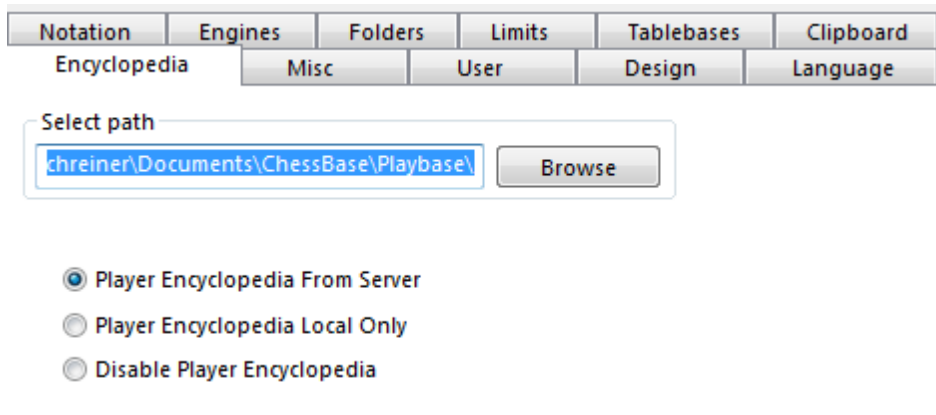 Notation Engines Folders Limits Tablebases Clipboard
Encyclopedia Misc User Design Language
Select path
chreiner\Documents\ChessBase\Playbase\ Browse
Player Encyclopedia From Server
Player Encyclopedia Local Only
Disable Player Encyclopedia